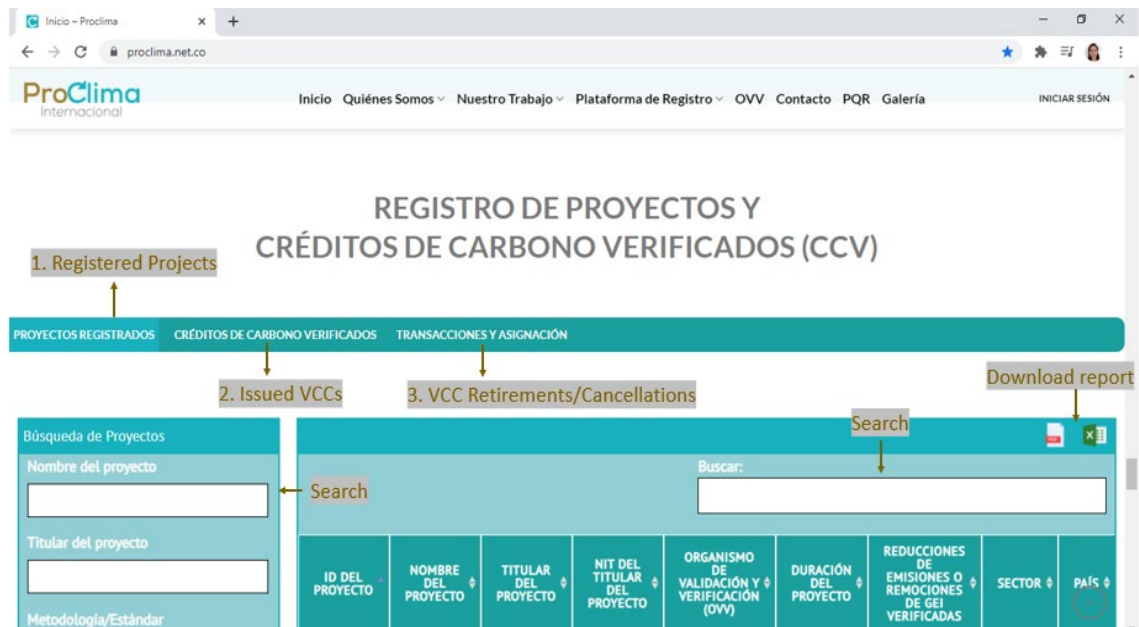 Inicio – Proclima
proclima.net.co
ProClima
Internacional
Inicio Quiénes Somos Nuestro Trabajo Plataforma de Registro OVV Contacto PQR Galería
INICIAR SESIÓN
REGISTRO DE PROYECTOS Y
CRÉDITOS DE CARBONO VERIFICADOS (CCV)
1. Registered Projects
PROYECTOS REGISTRADOS CRÉDITOS DE CARBONO VERIFICADOS TRANSACCIONES Y ASIGNACIÓN
2. Issued VCCs
3. VCC Retirements/Cancellations
Download report
Search
Búsqueda de Proyectos
Nombre del proyecto
Buscar:
Search
Titular del proyecto
Metodología/Estándar
ID DEL
PROYECTO
NOMBRE
DEL
PROYECTO
TITULAR
DEL
PROYECTO
NIT DEL
TITULAR
DEL
PROYECTO
ORGANISMO
DE
VALIDACIÓN Y
VERIFICACIÓN
(OVV)
DURACIÓN
DEL
PROYECTO
REDUCCIONES
DE
EMISIONES O
REMOCIONES
DE GEI
VERIFICADAS
SECTOR
PAÍS